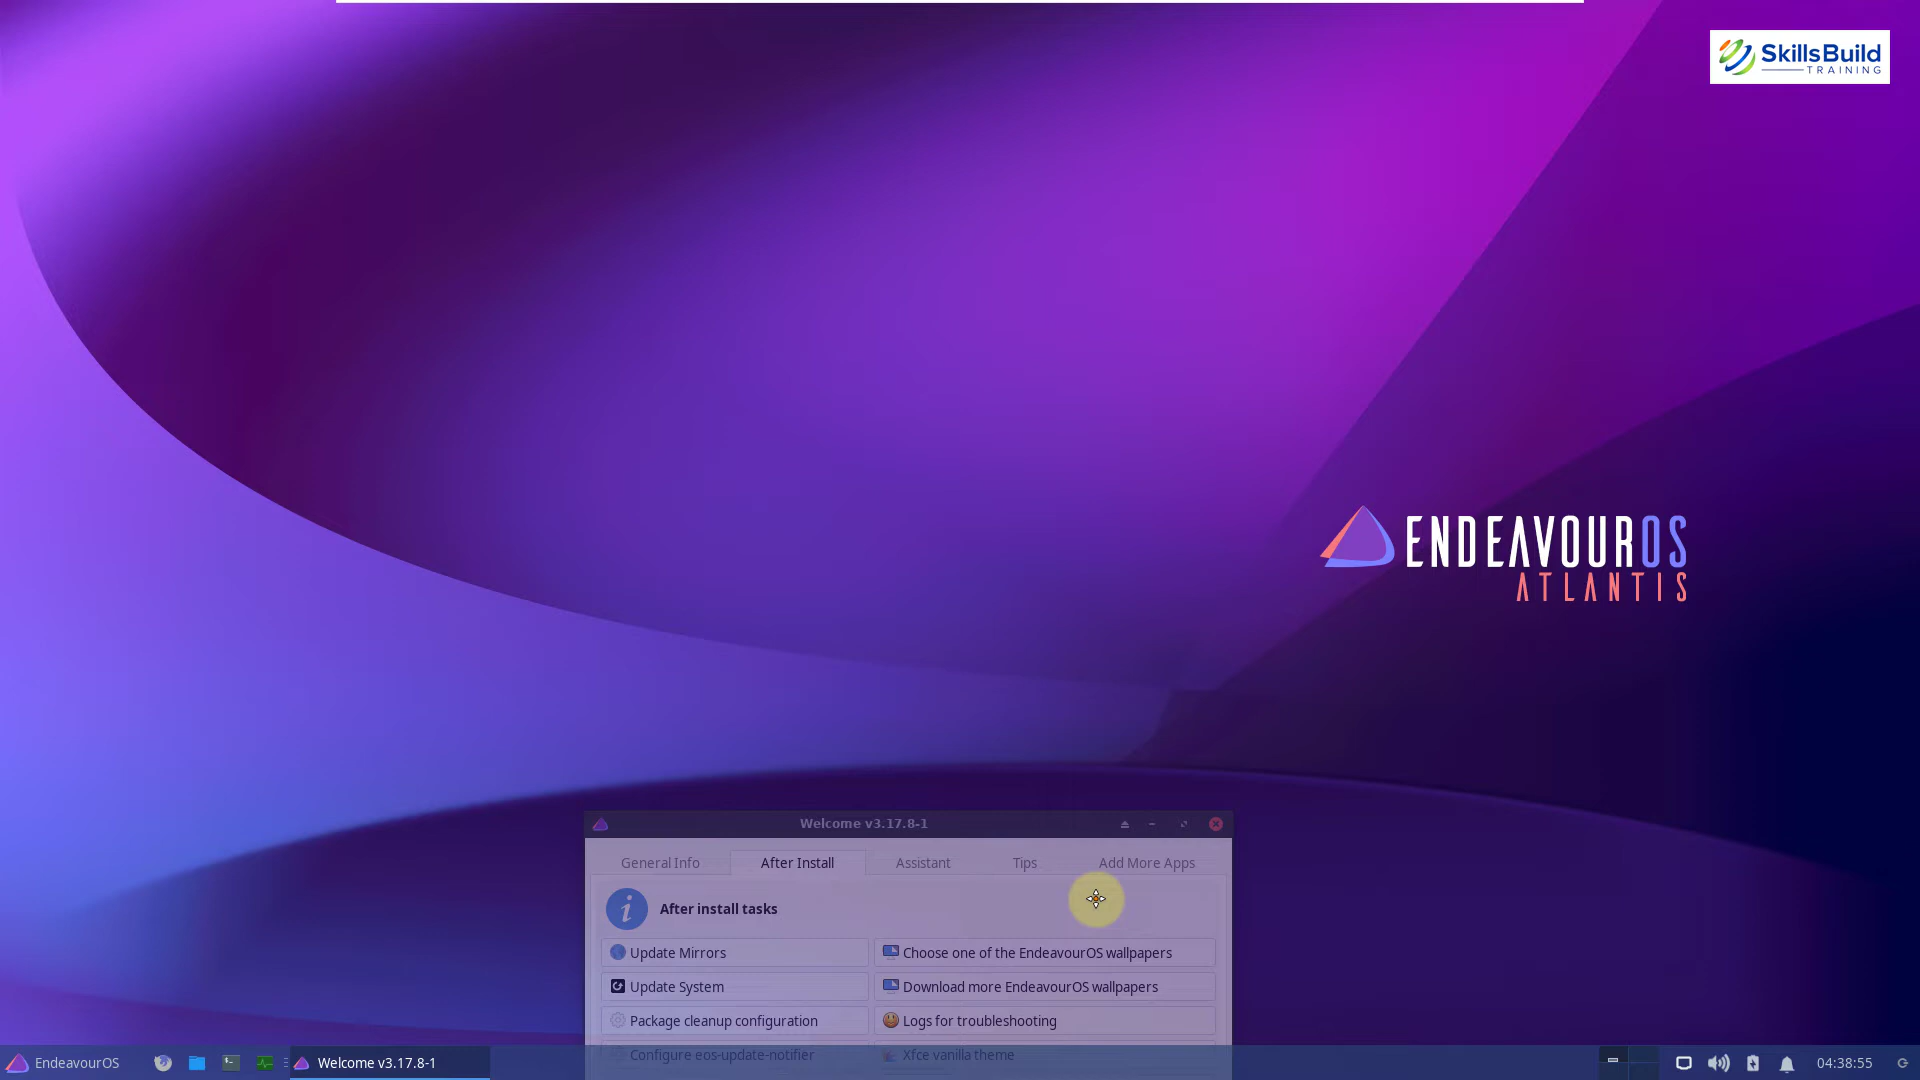 SkillsBuild
TRAINING
ENDEAVOUROS
ATLANTIS
Welcome v3.17.8-1
General Info
After Install
Assistant
Tips
Add More Apps
After install tasks
Update Mirrors
Choose one of the EndeavourOS wallpapers
Update System
Download more EndeavourOS wallpapers
Package cleanup configuration
Logs for troubleshooting
Configure eos-update-notifier
Xfce vanilla theme
EndeavourOS
Welcome v3.17.8-1
04:38:55